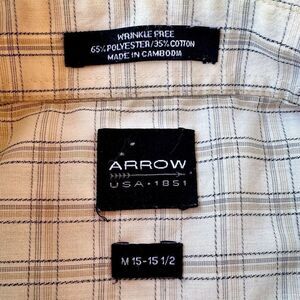 WRINKLE FREE
65% POLYESTER/35% COTTON
MADE IN CAMBODIA
ARROW
USA • 1851
M 15-15 1/2